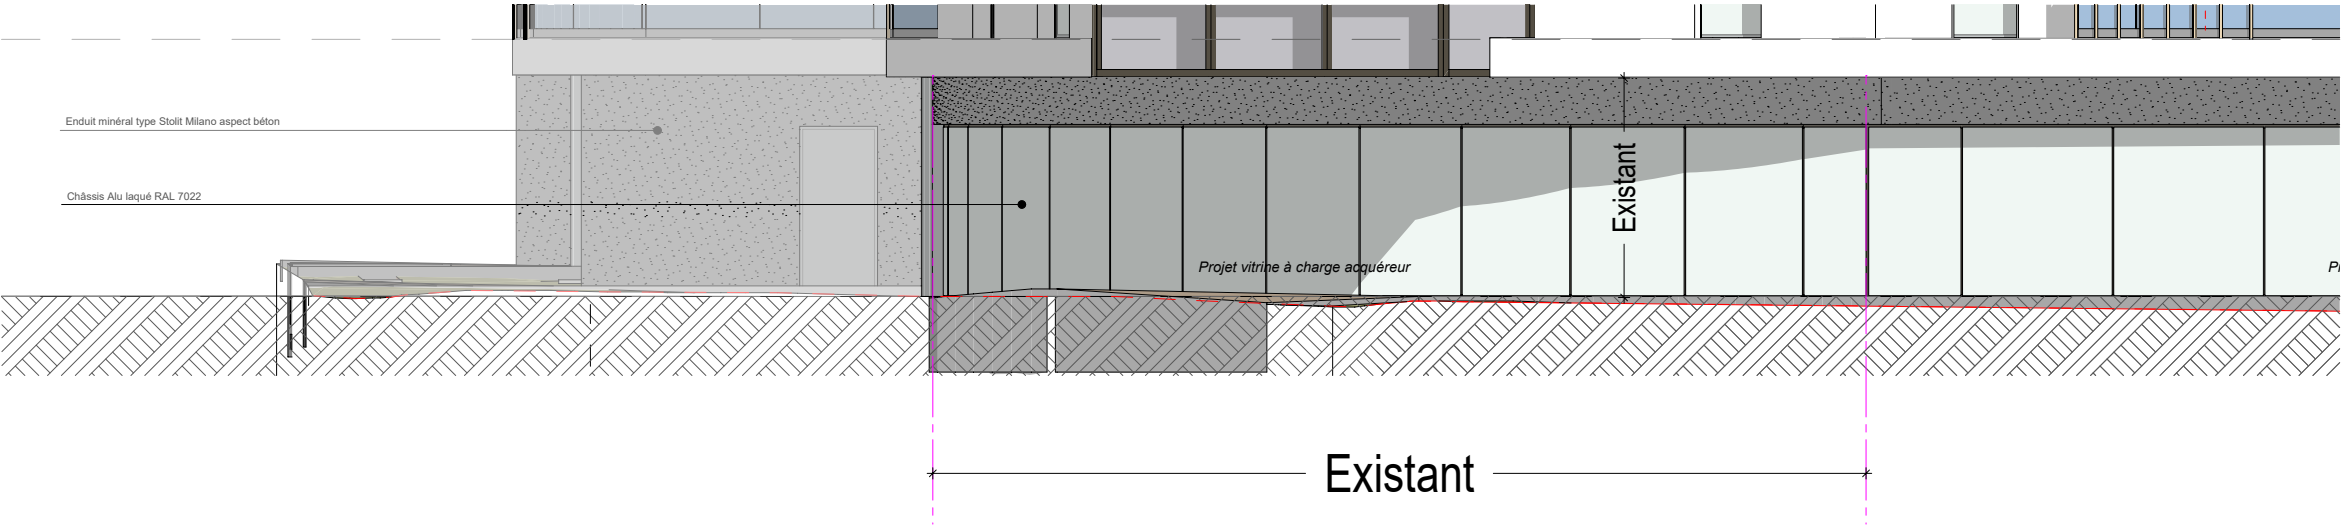 Enduit minéral type Stolit Milano aspect béton
Châssis Alu laqué RAL 7022
Existant
Projet vitrine à charge acquéreur
Existant